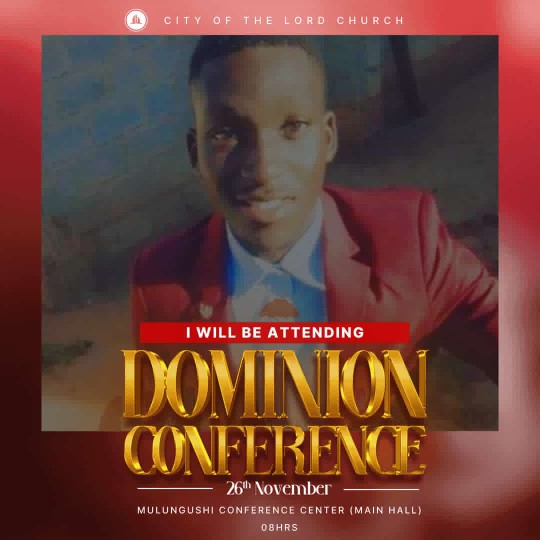 CITY OF THE LORD CHURCH
I WILL BE ATTENDING
DOMINION
CONFERENCE
26th November
MULUNGUSHI CONFERENCE CENTER (MAIN HALL)
08HRS